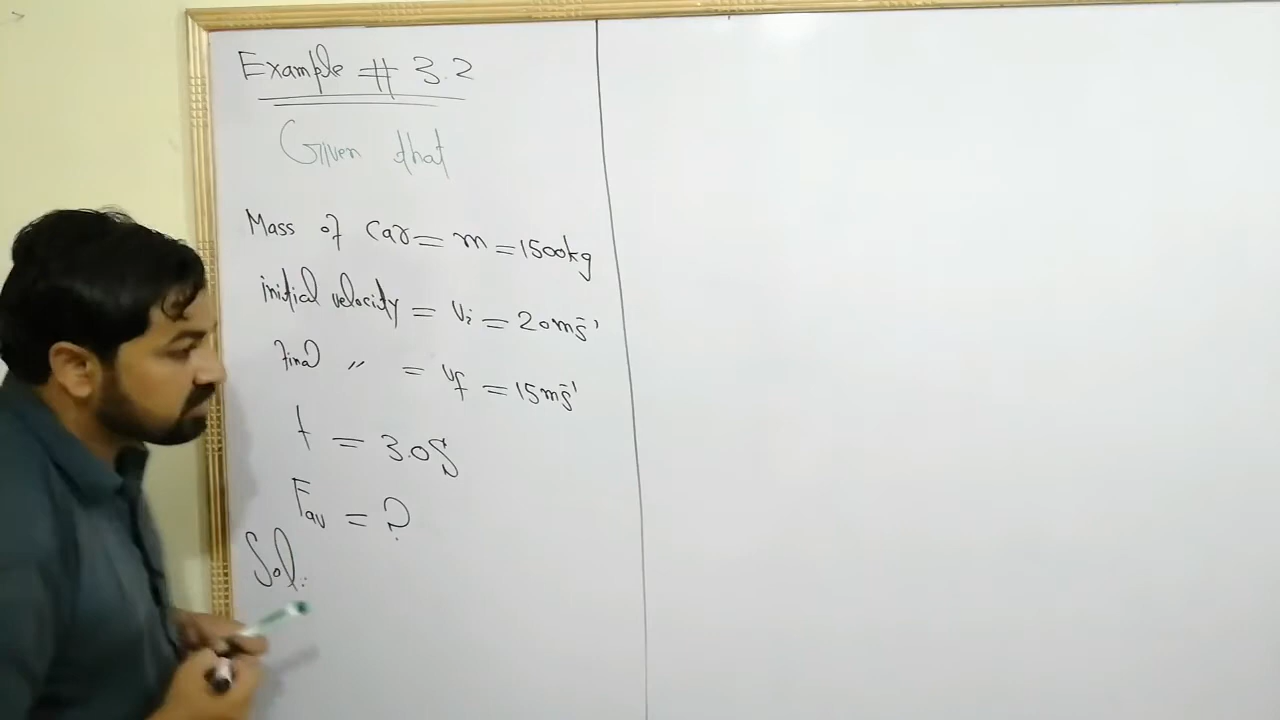 Example # 3.2
Given that
Mass of Car = m = 1500kg
initial velocity = vi = 20ms⁻¹
final 〃 = vf = 15ms⁻¹
t = 3.0s
Fav = ?
Sol: